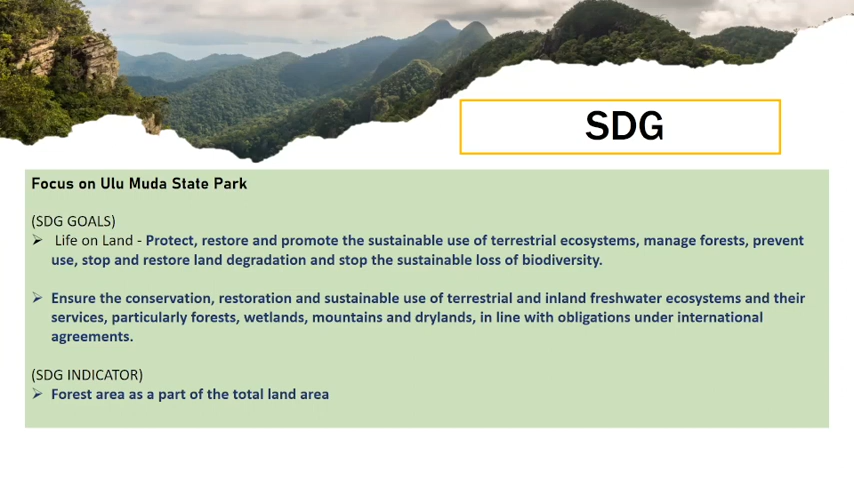 SDG
Focus on Ulu Muda State Park
(SDG GOALS)
➢ Life on Land - Protect, restore and promote the sustainable use of terrestrial ecosystems, manage forests, prevent
use, stop and restore land degradation and stop the sustainable loss of biodiversity.
➢ Ensure the conservation, restoration and sustainable use of terrestrial and inland freshwater ecosystems and their
services, particularly forests, wetlands, mountains and drylands, in line with obligations under international
agreements.
(SDG INDICATOR)
➢ Forest area as a part of the total land area